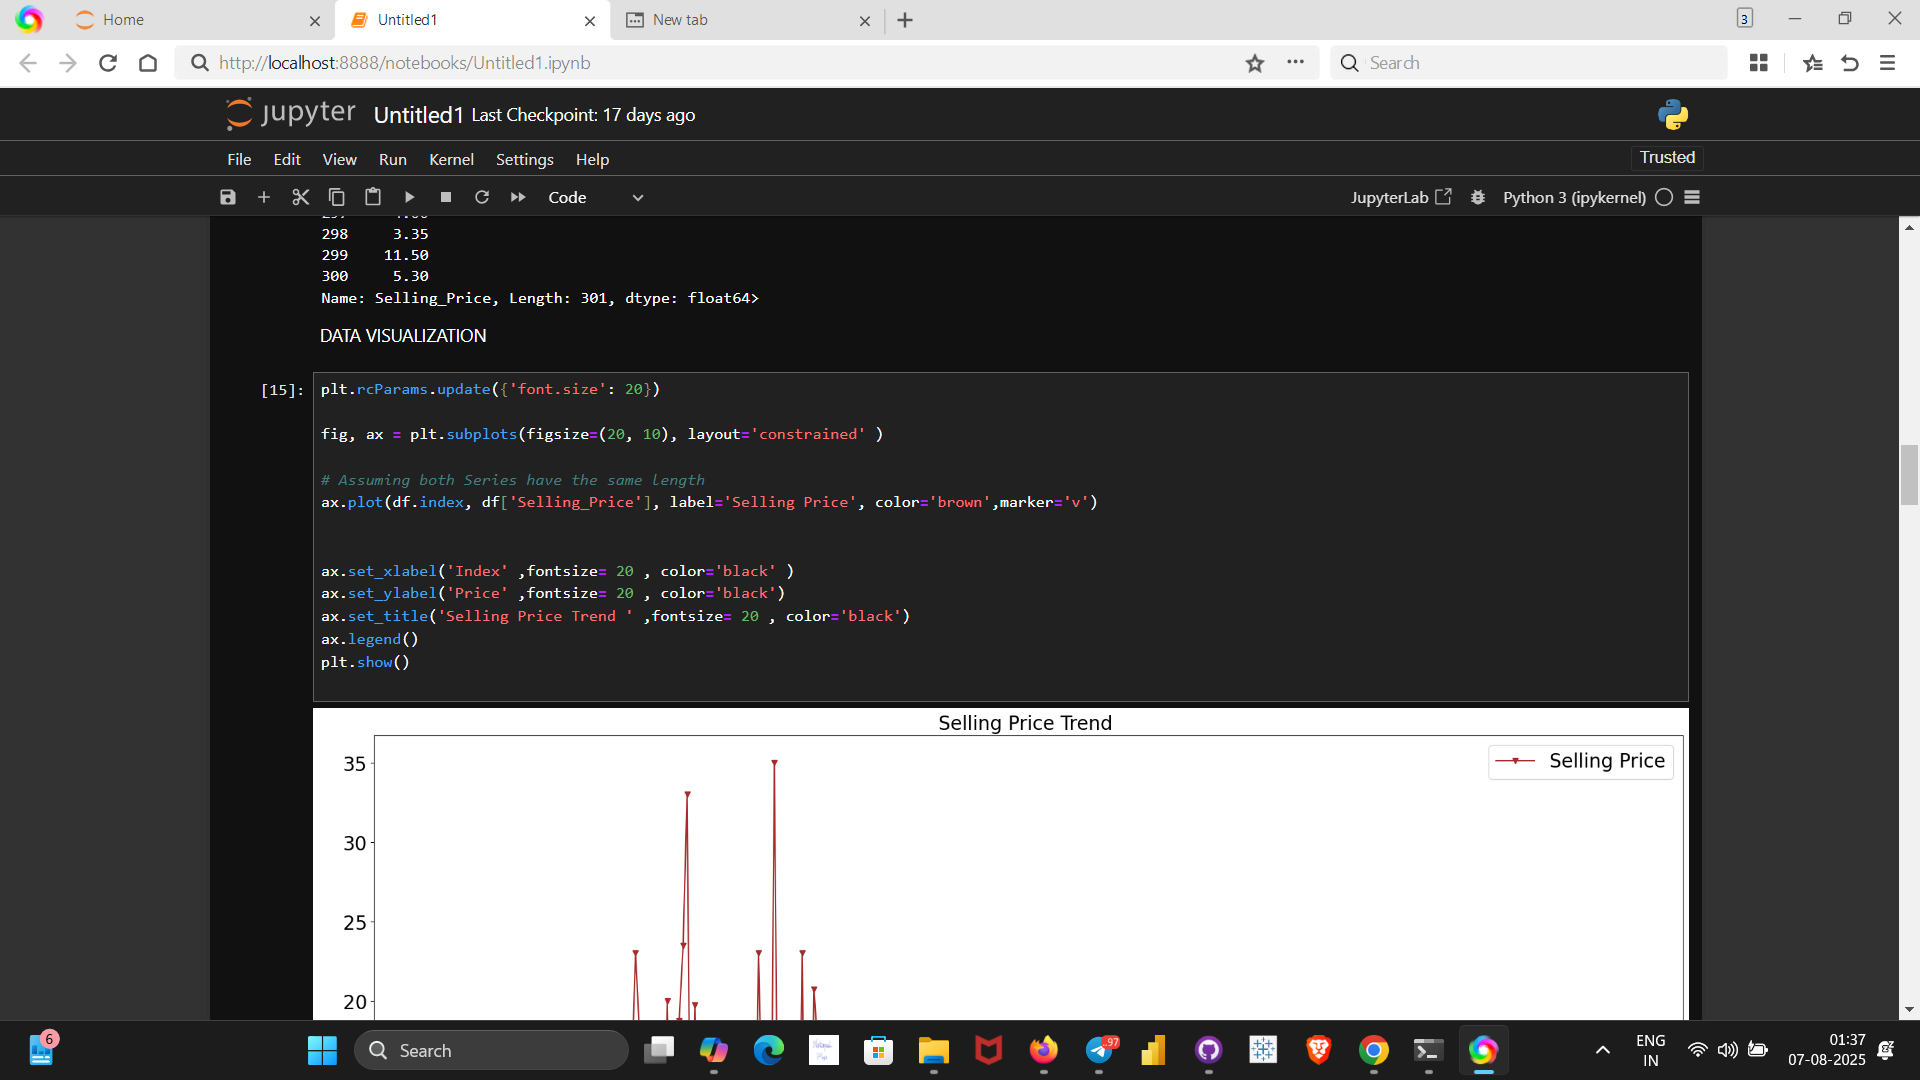 Home
Untitled1
New tab
3
http://localhost:8888/notebooks/Untitled1.ipynb
Search
jupyter Untitled1 Last Checkpoint: 17 days ago
File Edit View Run Kernel Settings Help
Trusted
Code
JupyterLab
Python 3 (ipykernel)
298 3.35
299 11.50
300 5.30
Name: Selling_Price, Length: 301, dtype: float64>
DATA VISUALIZATION
[15]:
plt.rcParams.update({'font.size': 20})
fig, ax = plt.subplots(figsize=(20, 10), layout='constrained' )
# Assuming both Series have the same length
ax.plot(df.index, df['Selling_Price'], label='Selling Price', color='brown',marker='v')
ax.set_xlabel('Index' ,fontsize= 20 , color='black' )
ax.set_ylabel('Price' ,fontsize= 20 , color='black')
ax.set_title('Selling Price Trend ' ,fontsize= 20 , color='black')
ax.legend()
plt.show()
Selling Price Trend
Selling Price
35
30
25
20
6
Search
97
ENG
IN
01:37
07-08-2025